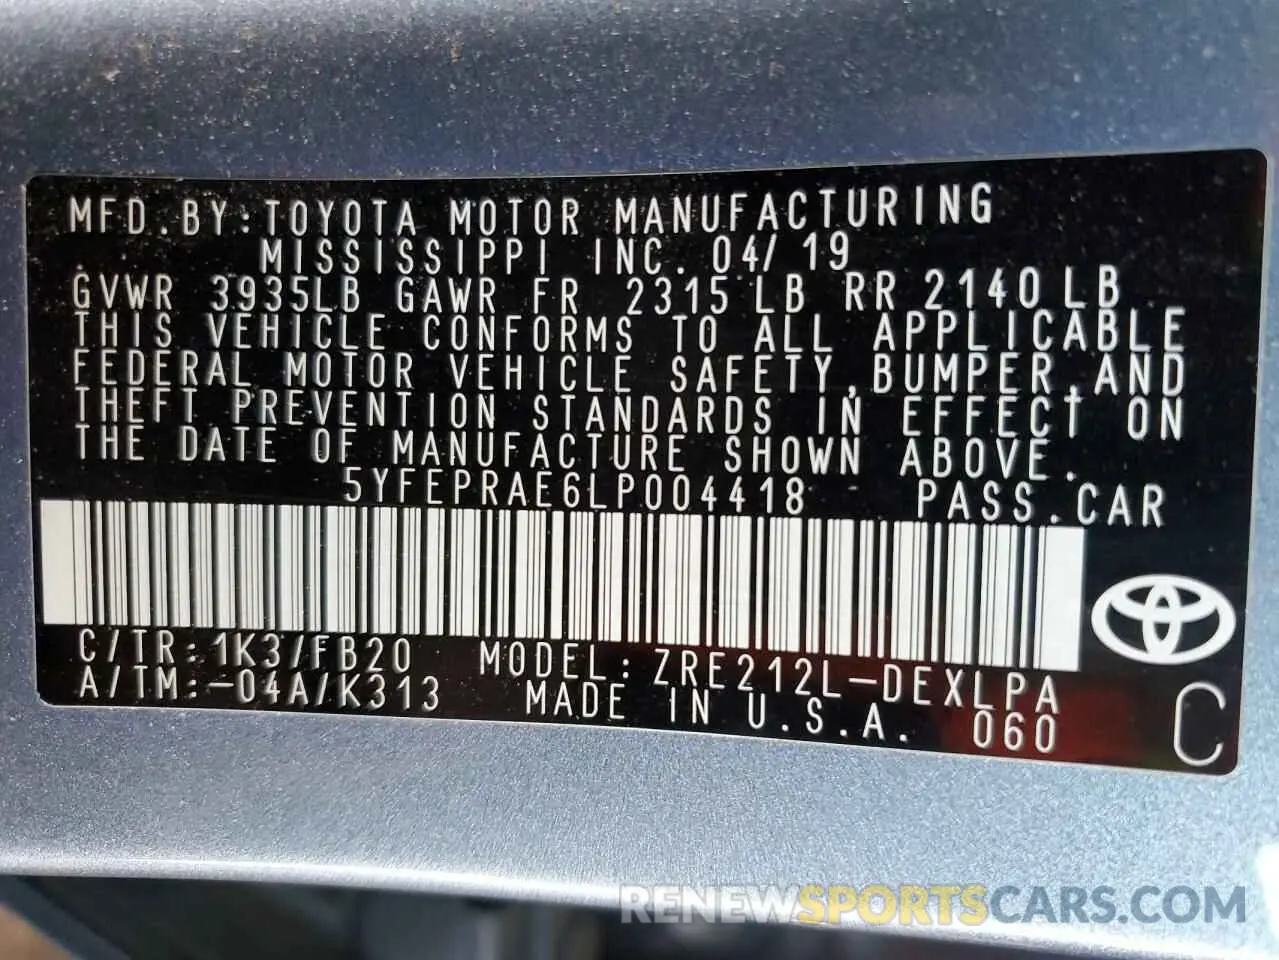 MFD.BY:TOYOTA MOTOR MANUFACTURING
MISSISSIPPI INC. 04/19
GVWR 3935LB GAWR FR 2315LB RR 2140LB
THIS VEHICLE CONFORMS TO ALL APPLICABLE
FEDERAL MOTOR VEHICLE SAFETY,BUMPER,AND
THEFT PREVENTION STANDARDS IN EFFECT ON
THE DATE OF MANUFACTURE SHOWN ABOVE.
5YFEPRAE6LP004418 PASS.CAR
C/TR:1K3/FB20 MODEL:ZRE212L-DEXLPA
A/TM:-04A/K313 MADE IN U.S.A. 060 C
RENEWSPORTSCARS.COM